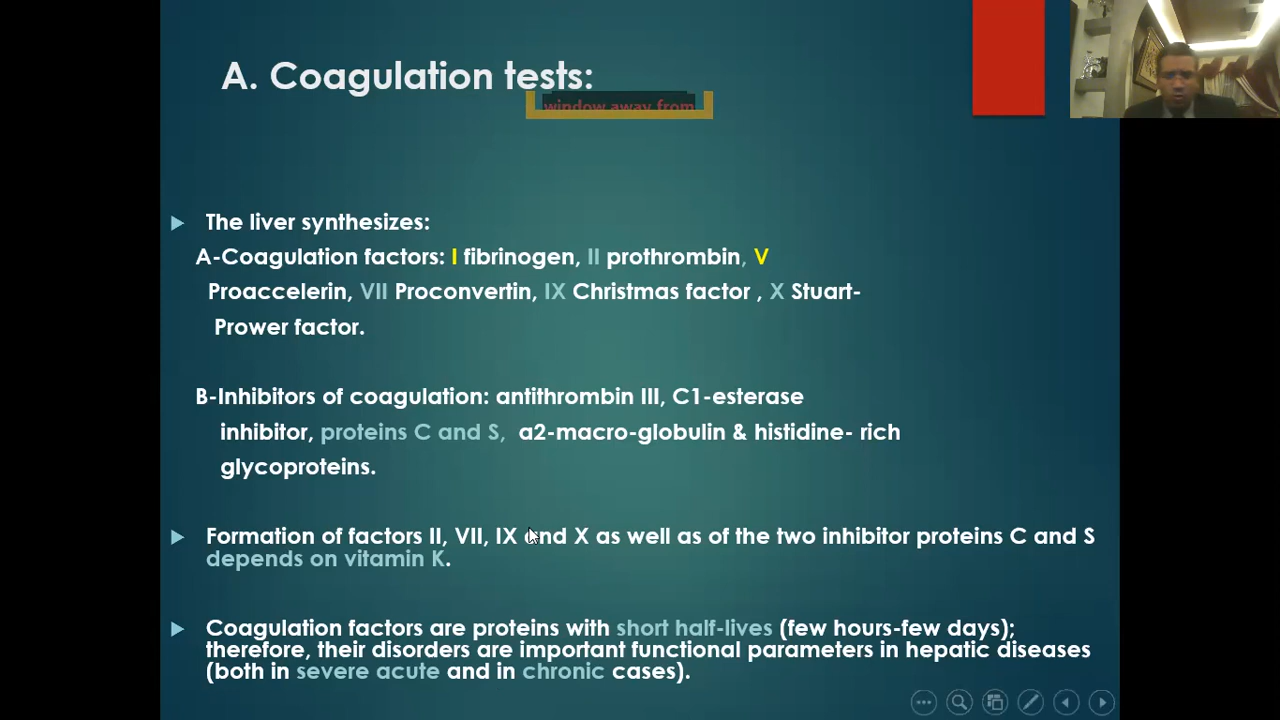 A. Coagulation tests:
window away from
The liver synthesizes:
A-Coagulation factors: I fibrinogen, II prothrombin, V
Proaccelerin, VII Proconvertin, IX Christmas factor , X Stuart-
Prower factor.
B-Inhibitors of coagulation: antithrombin III, C1-esterase
inhibitor, proteins C and S, a2-macro-globulin & histidine- rich
glycoproteins.
Formation of factors II, VII, IX and X as well as of the two inhibitor proteins C and S
depends on vitamin K.
Coagulation factors are proteins with short half-lives (few hours-few days);
therefore, their disorders are important functional parameters in hepatic diseases
(both in severe acute and in chronic cases).